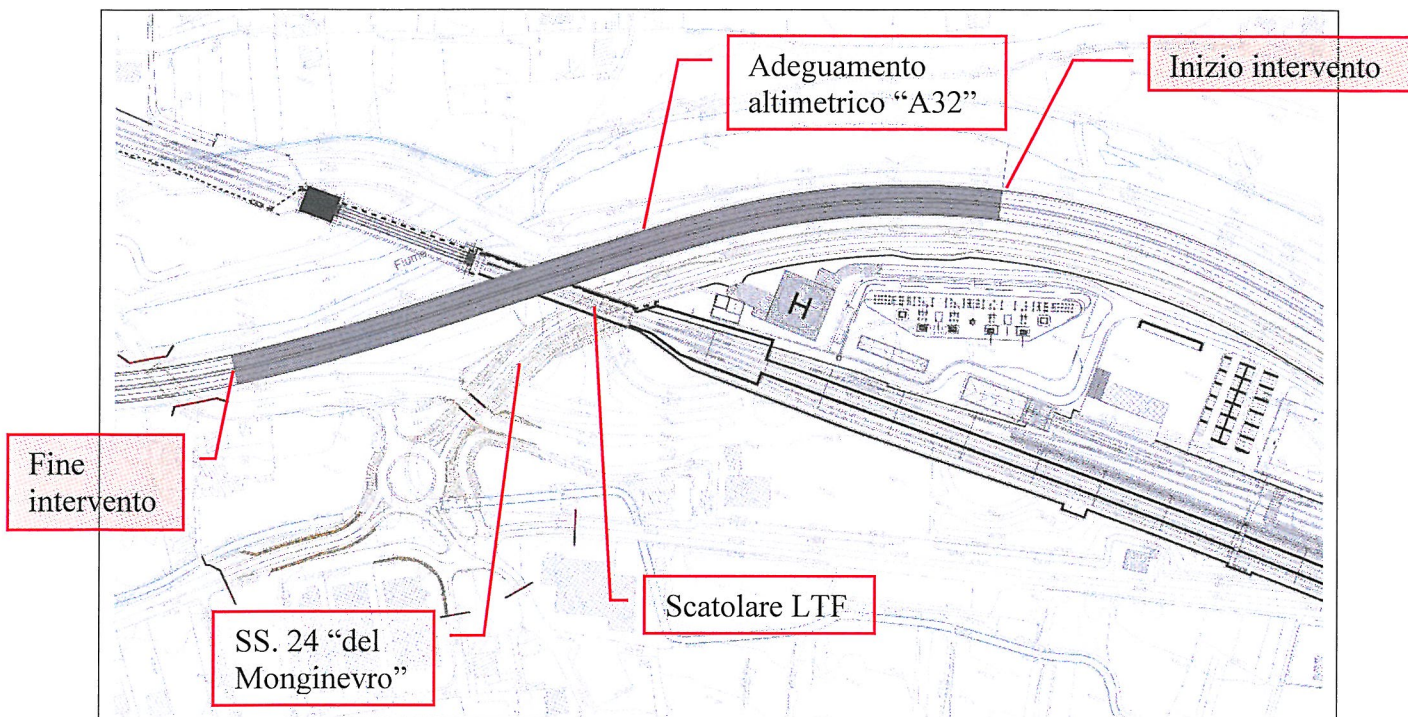 Adeguamento
altimetrico “A32”
Inizio intervento
Fiume
H
Fine
intervento
Scatolare LTF
SS. 24 “del
Monginevro”